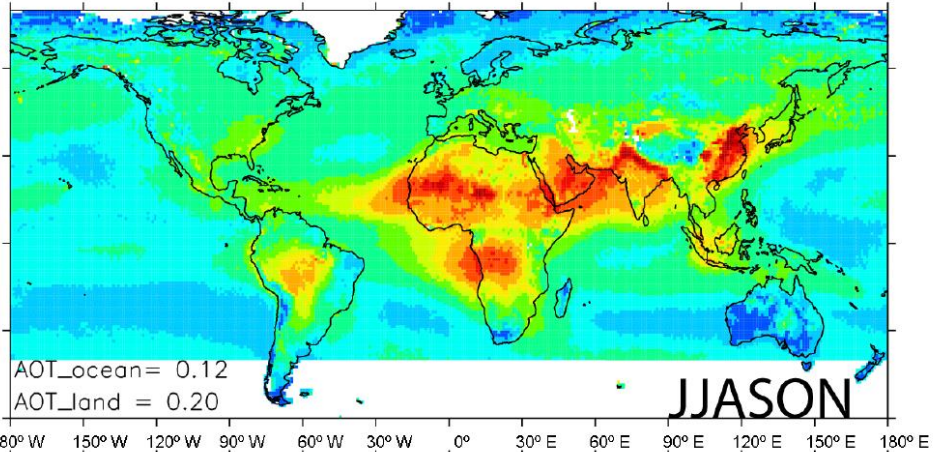 AOT_ocean= 0.12
AOT_land = 0.20
JJASON
80° W 150° W 120° W 90° W 60° W 30° W 0° 30° E 60° E 90° E 120° E 150° E 180° E